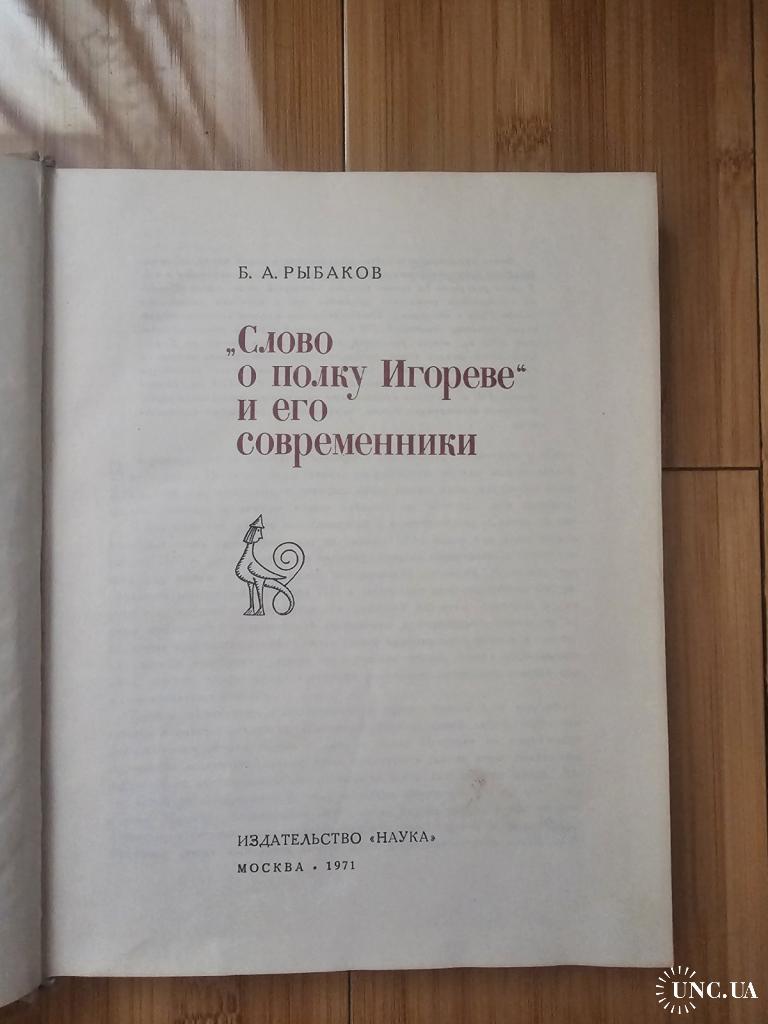 Б. А. РЫБАКОВ
„Слово
о полку Игореве“
и его
современники
ИЗДАТЕЛЬСТВО «НАУКА»
МОСКВА • 1971
UNC.UA